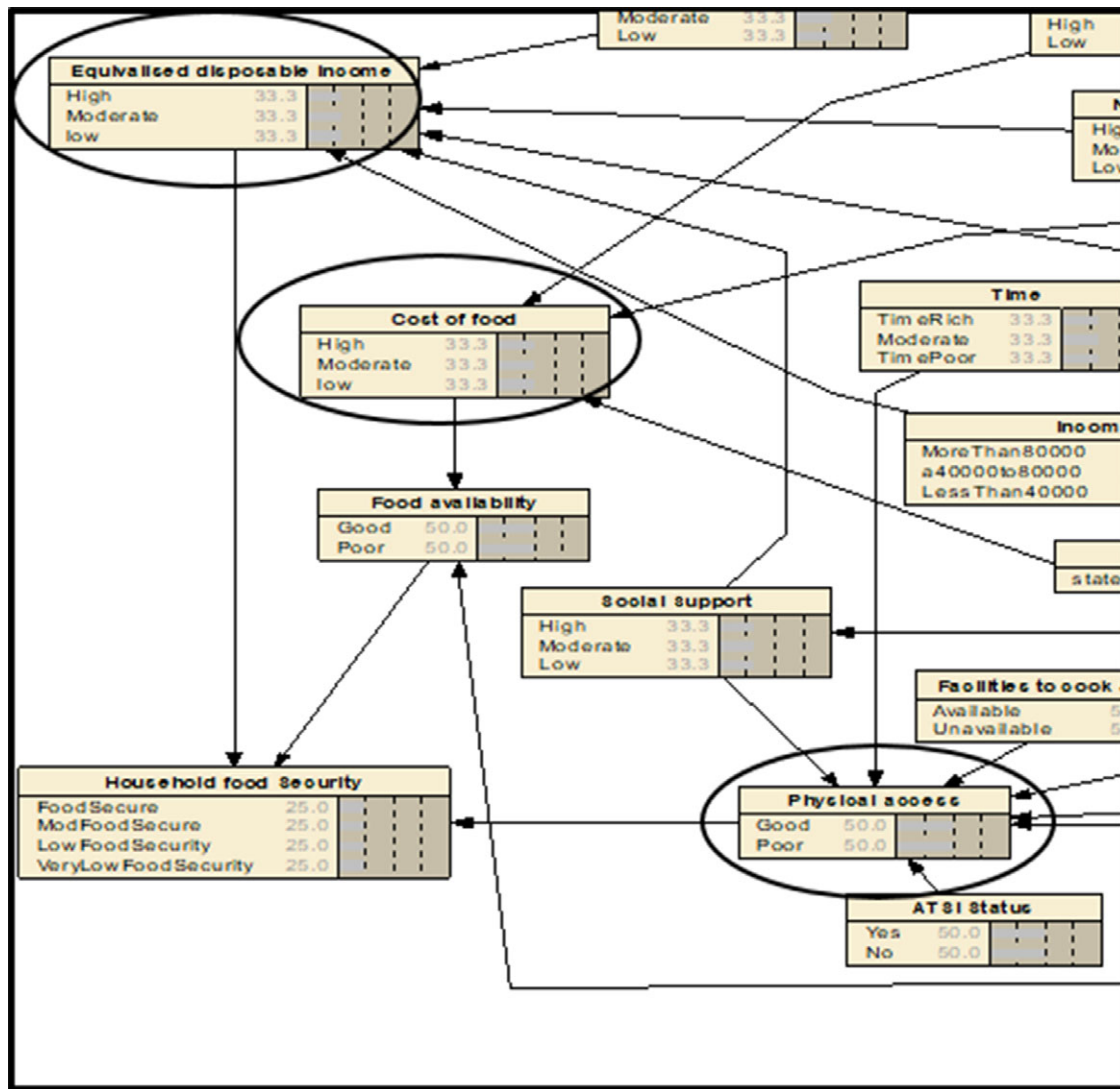 Moderate 33.3
Low 33.3
High
Low
Equivalised disposable Income
High 33.3
Moderate 33.3
low 33.3
Cost of food
High 33.3
Moderate 33.3
low 33.3
Time
TimeRich 33.3
Moderate 33.3
TimePoor 33.3
MoreThan80000
a40000to80000
LessThan40000
Food availability
Good 50.0
Poor 50.0
state
Social Support
High 33.3
Moderate 33.3
Low 33.3
Facilities to cook
Available
Unavailable
Household food Security
FoodSecure 25.0
ModFoodSecure 25.0
LowFoodSecurity 25.0
VeryLowFoodSecurity 25.0
Physical access
Good 50.0
Poor 50.0
ATSI Status
Yes 50.0
No 50.0